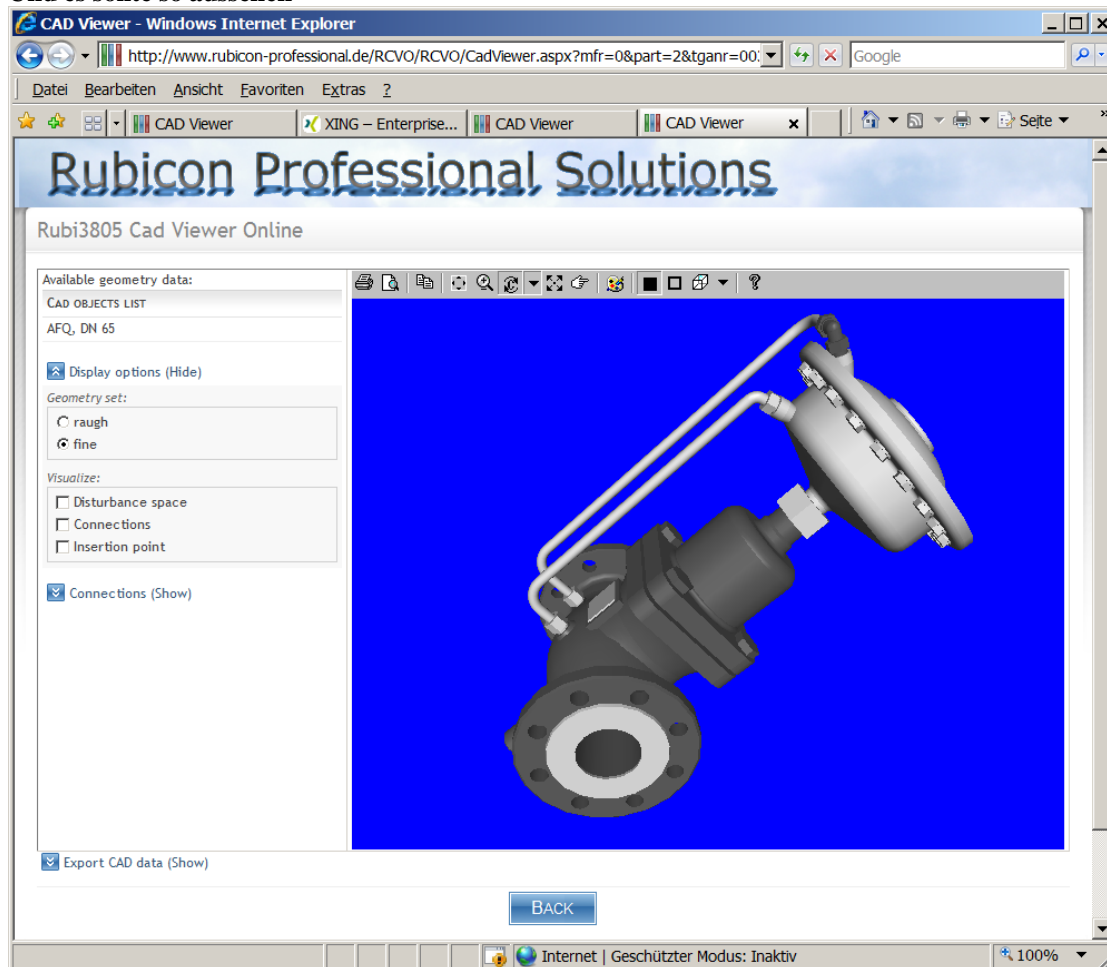 CAD Viewer - Windows Internet Explorer
http://www.rubicon-professional.de/RCVO/RCVO/CadViewer.aspx?mfr=0&part=2&tganr=00
Google
Datei Bearbeiten Ansicht Favoriten Extras ?
CAD Viewer
XING – Enterprise...
CAD Viewer
CAD Viewer
Seite
Rubicon Professional Solutions
Rubi3805 Cad Viewer Online
Available geometry data:
CAD OBJECTS LIST
AFQ, DN 65
Display options (Hide)
Geometry set:
raugh
fine
Visualize:
Disturbance space
Connections
Insertion point
Connections (Show)
Export CAD data (Show)
BACK
Internet | Geschützter Modus: Inaktiv
100%